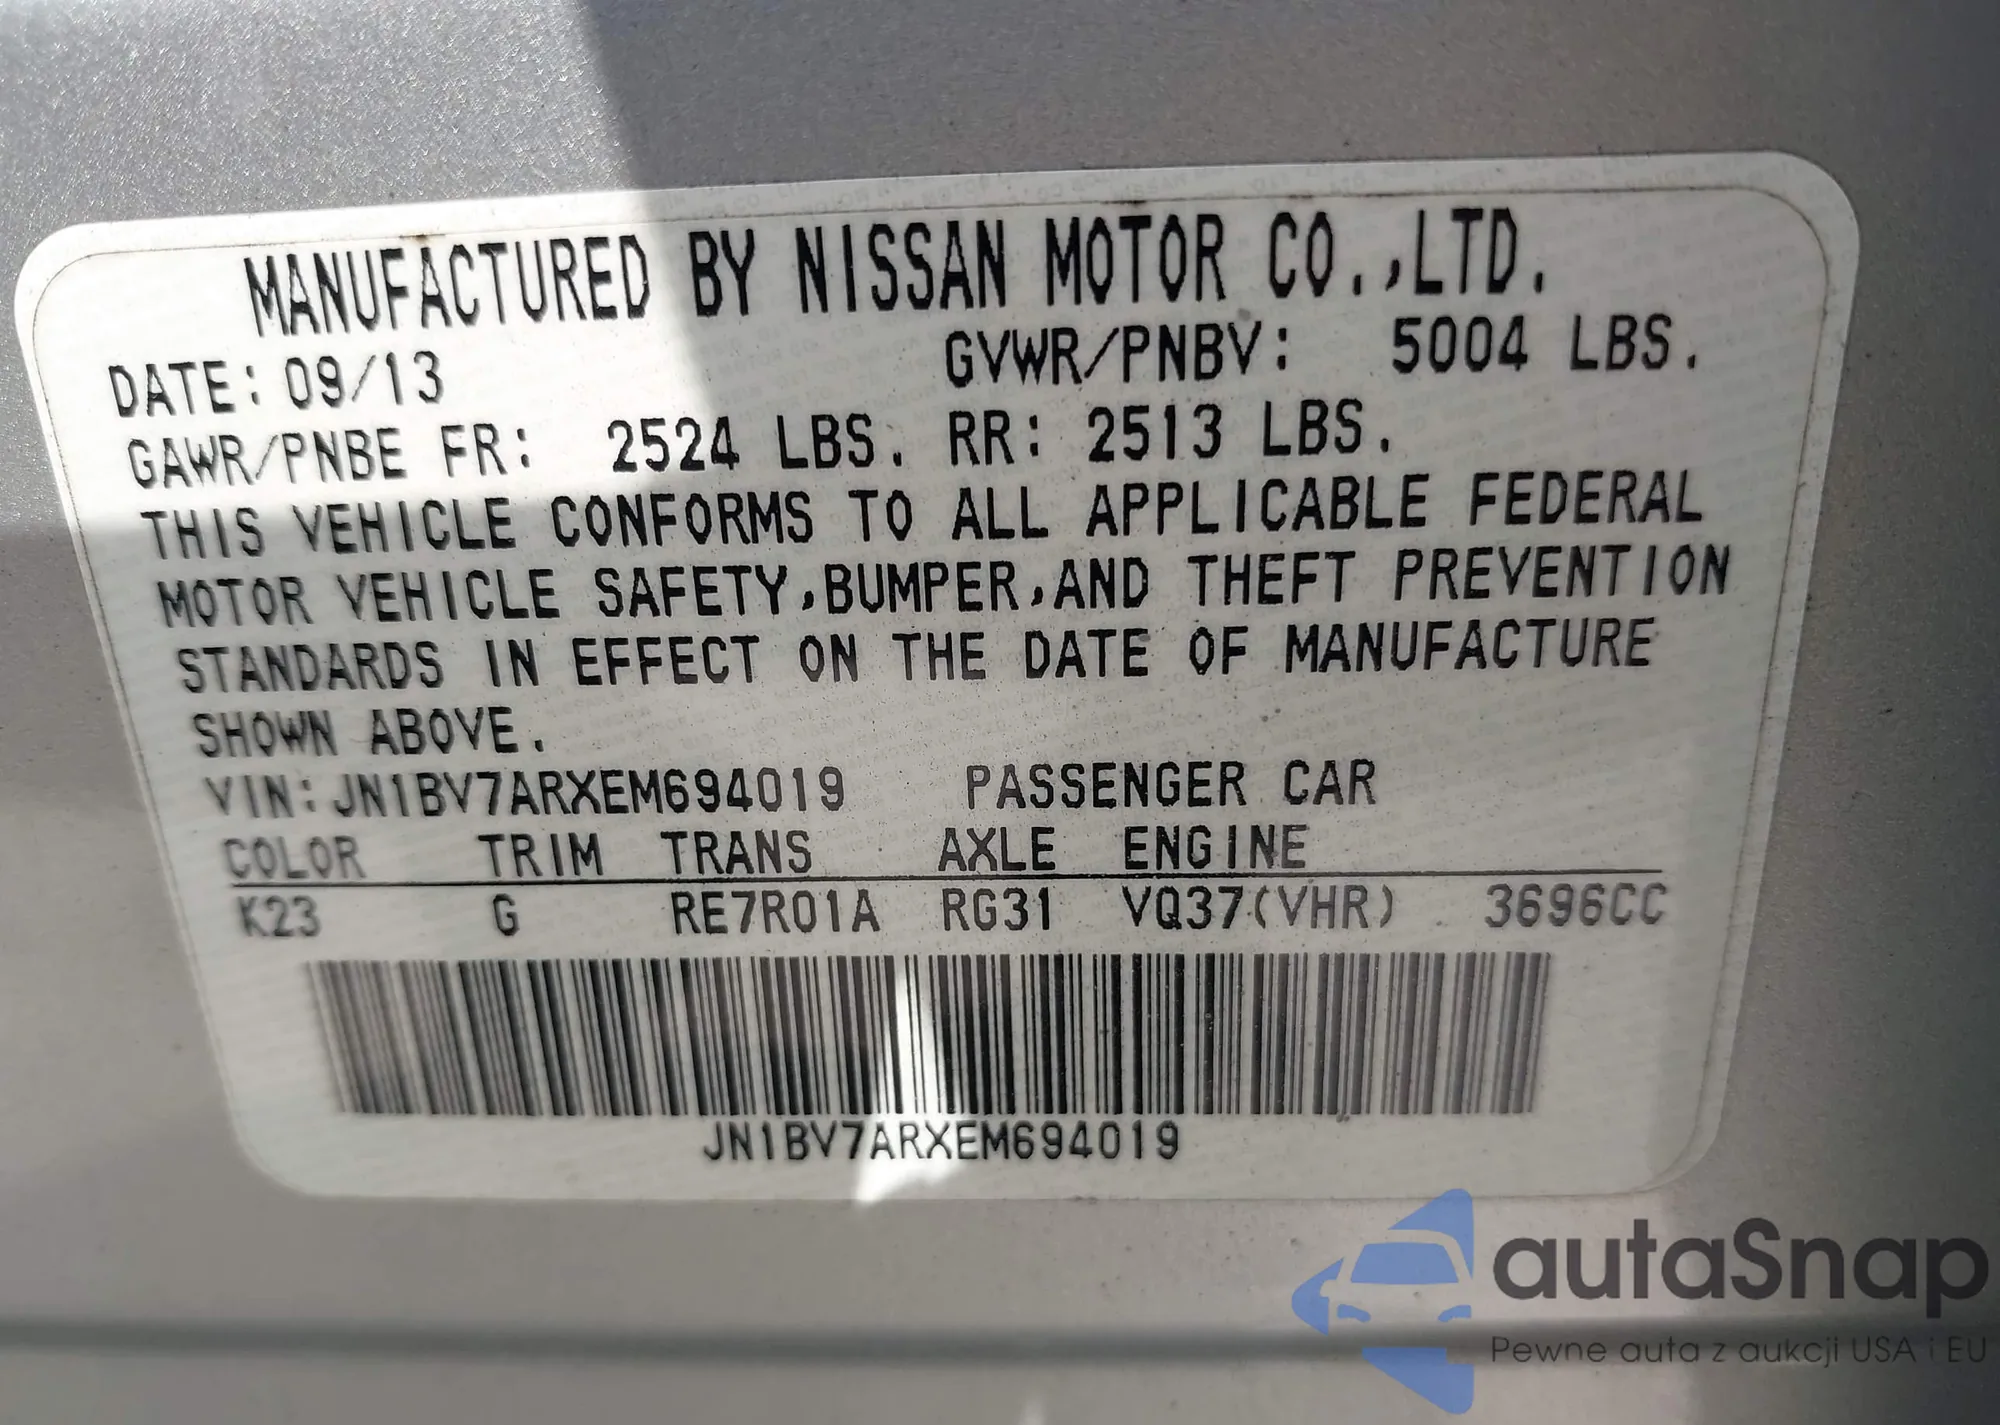 MANUFACTURED BY NISSAN MOTOR CO.,LTD.
DATE: 09/13 GVWR/PNBV: 5004 LBS.
GAWR/PNBE FR: 2524 LBS. RR: 2513 LBS.
THIS VEHICLE CONFORMS TO ALL APPLICABLE FEDERAL
MOTOR VEHICLE SAFETY,BUMPER,AND THEFT PREVENTION
STANDARDS IN EFFECT ON THE DATE OF MANUFACTURE
SHOWN ABOVE.
VIN:JN1BV7ARXEM694019 PASSENGER CAR
COLOR TRIM TRANS AXLE ENGINE
K23 G RE7R01A RG31 VQ37(VHR) 3696CC
JN1BV7ARXEM694019
autaSnap
Pewne auta z aukcji USA i EU